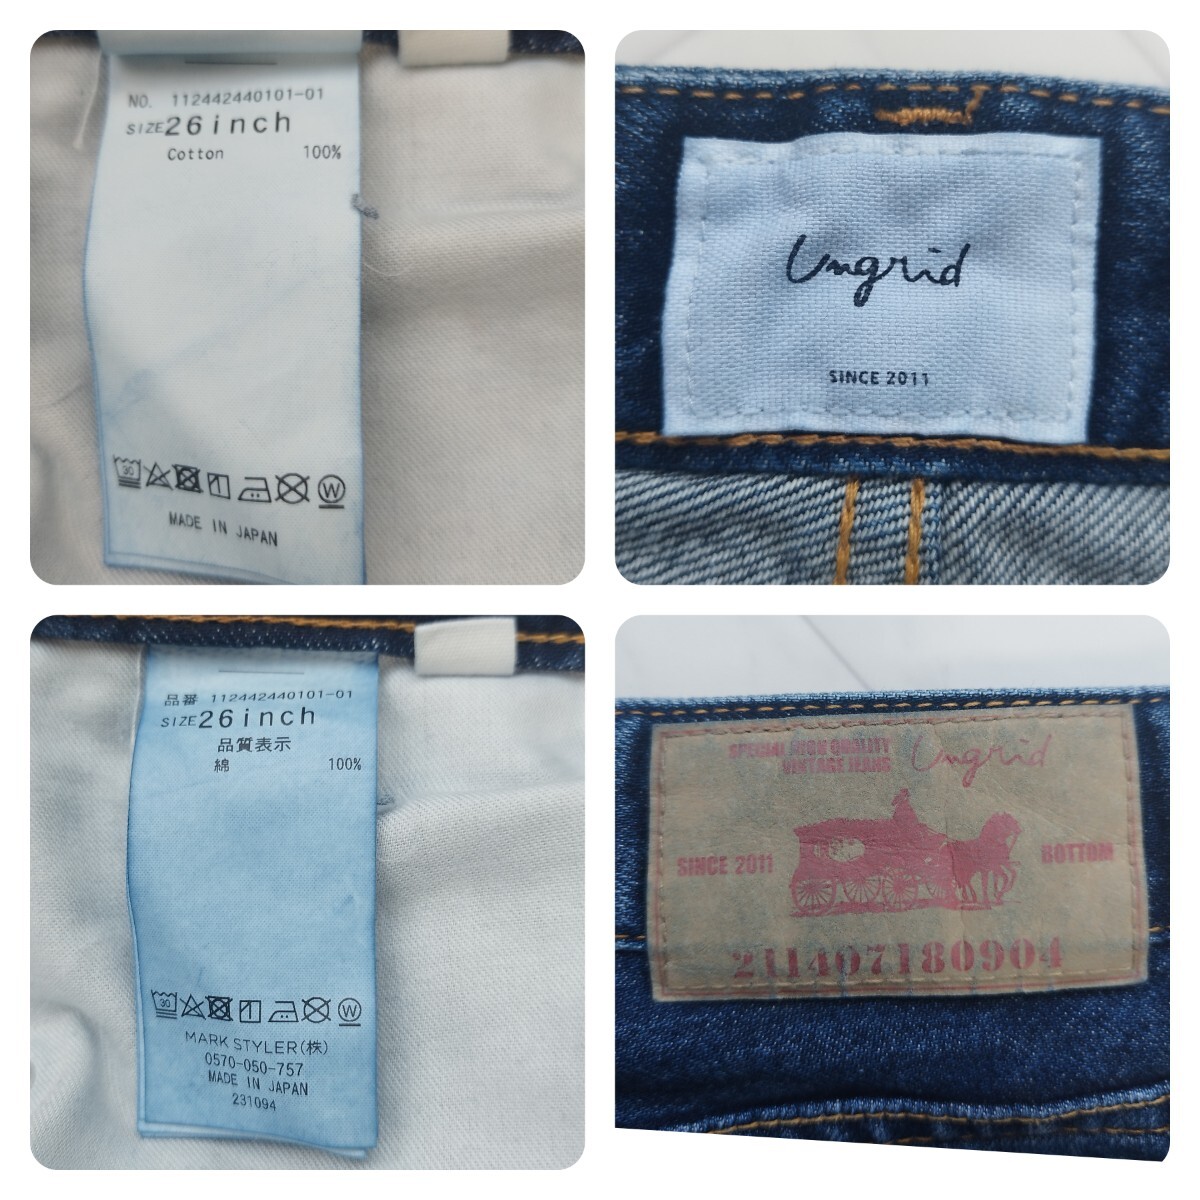 NO. 112442440101-01
SIZE 26inch
Cotton 100%
30
W
MADE IN JAPAN
Ungrid
SINCE 2011
品番 112442440101-01
SIZE 26inch
品質表示
綿 100%
30
W
MARK STYLER(株)
0570-050-757
MADE IN JAPAN
231094
SPECIAL HIGH QUALITY
VINTAGE JEANS
Ungrid
SINCE 2011
BOTTOM
211407180904